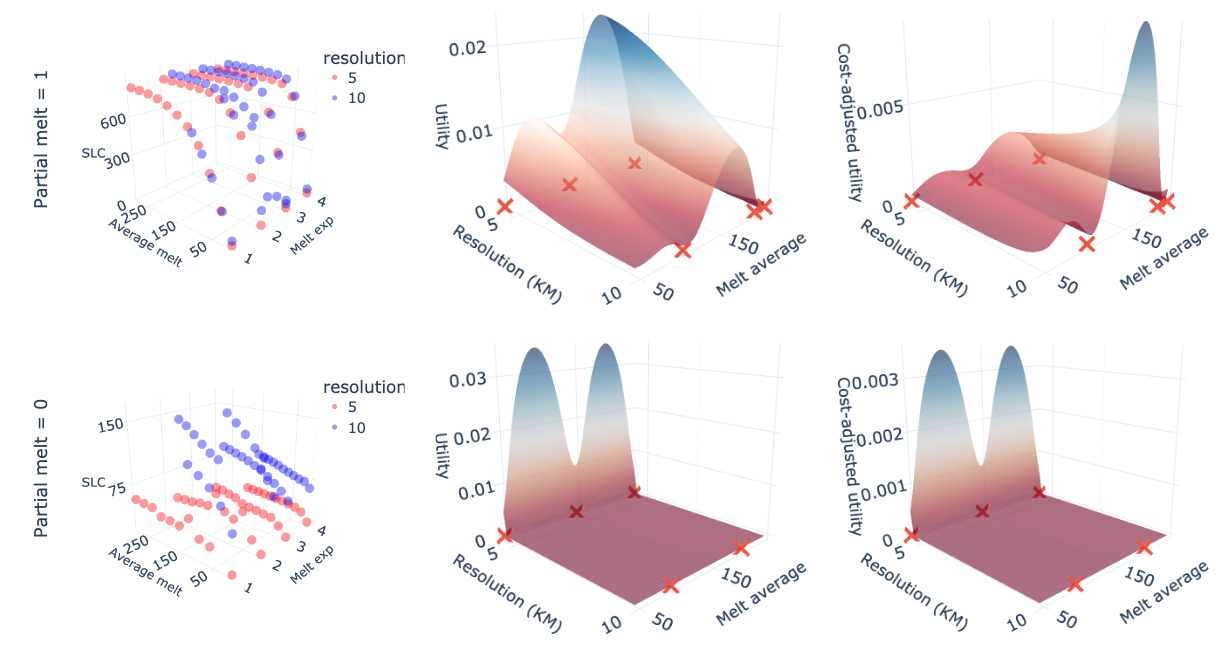 Partial melt = 1
resolution
5
10
600
300
0
SLC
250
150
50
Average melt
1
2
3
4
Melt exp
0.02
0.01
0
Utility
5
10
Resolution (KM)
50
150
Melt average
0.005
0
Cost-adjusted utility
5
10
Resolution (KM)
50
150
Melt average
Partial melt = 0
resolution
5
10
150
75
SLC
250
150
50
Average melt
1
2
3
4
Melt exp
0.03
0.02
0.01
0
Utility
5
10
Resolution (KM)
50
150
Melt average
0.003
0.002
0.001
0
Cost-adjusted utility
5
10
Resolution (KM)
50
150
Melt average